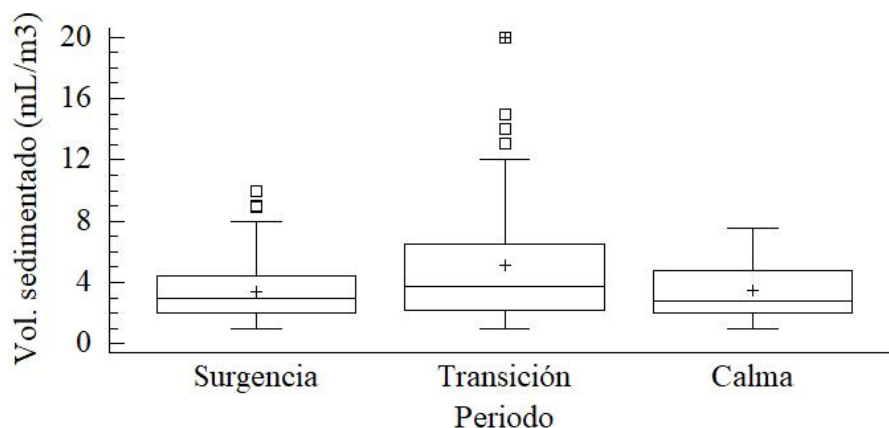 Vol. sedimentado (mL/m3)
20
16
12
8
4
0
Surgencia Transición Calma
Periodo